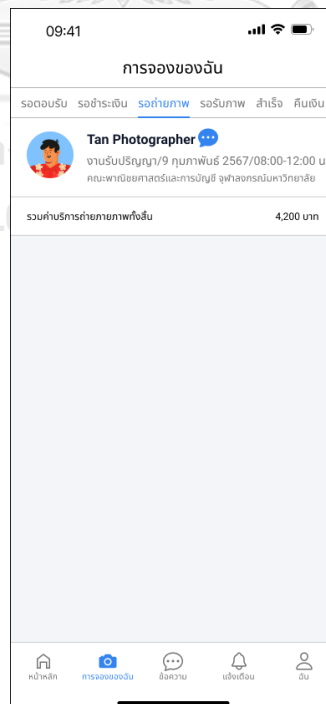 09:41
การจองของฉัน
รอตอบรับ รอชำระเงิน รอถ่ายภาพ รอรับภาพ สำเร็จ คืนเงิน
Tan Photographer
งานรับปริญญา/9 กุมภาพันธ์ 2567/08:00-12:00 น
คณะพาณิชยศาสตร์และการบัญชี จุฬาลงกรณ์มหาวิทยาลัย
รวมค่าบริการถ่ายภายภาพทั้งสิ้น 4,200 บาท
หน้าหลัก การจองของฉัน ข้อความ แจ้งเตือน ฉัน